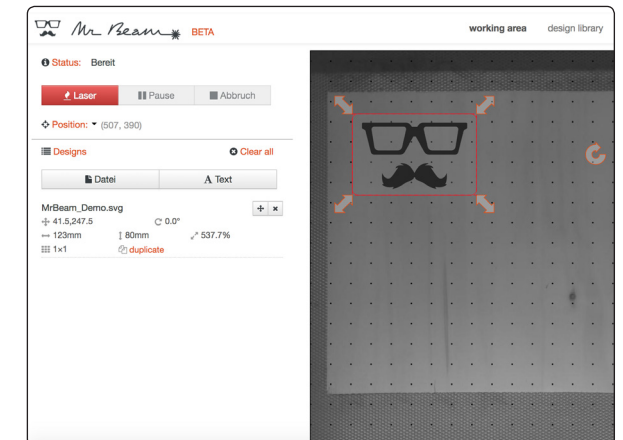 Mr Beam BETA
working area design library
Status: Bereit
Laser Pause Abbruch
Position: (507, 390)
Designs Clear all
Datei A Text
MrBeam_Demo.svg
41.5,247.5 0.0°
123mm 80mm 537.7%
1×1 duplicate